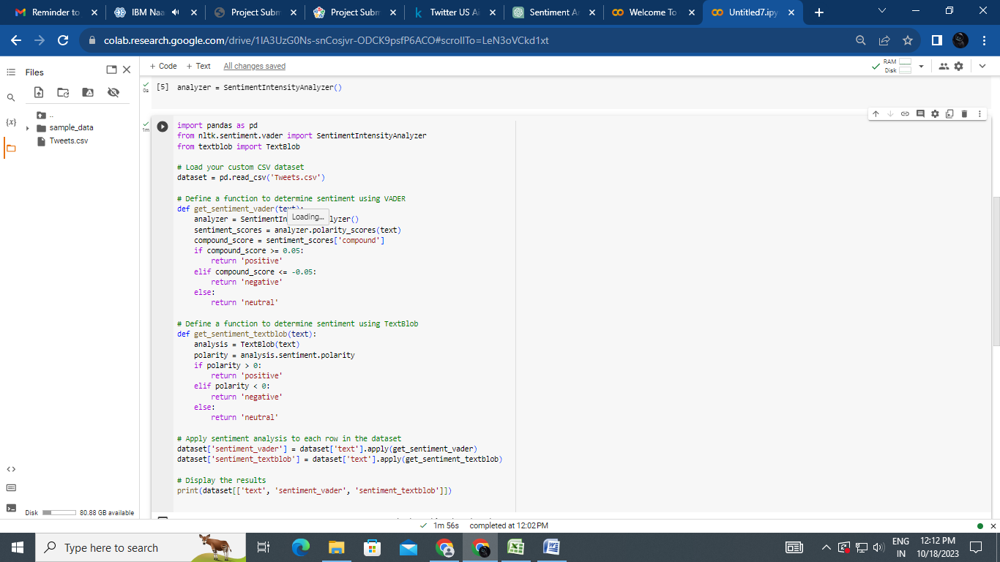 Reminder to
IBM Naa
Project Subm
Project Subm
Twitter US Ai
Sentiment A
Welcome To
Untitled7.ipy
colab.research.google.com/drive/1IA3UzG0Ns-snCosjvr-ODCK9psfP6ACO#scrollTo=LeN3oVCkd1xt
Files
+ Code + Text All changes saved
RAM
Disk
..
sample_data
Tweets.csv
{x}
0s
[5] analyzer = SentimentIntensityAnalyzer()
1m
import pandas as pd
from nltk.sentiment.vader import SentimentIntensityAnalyzer
from textblob import TextBlob
# Load your custom CSV dataset
dataset = pd.read_csv('Tweets.csv')
# Define a function to determine sentiment using VADER
def get_sentiment_vader(text):
Loading...
analyzer = SentimentIn lyzer()
sentiment_scores = analyzer.polarity_scores(text)
compound_score = sentiment_scores['compound']
if compound_score >= 0.05:
return 'positive'
elif compound_score <= -0.05:
return 'negative'
else:
return 'neutral'
# Define a function to determine sentiment using TextBlob
def get_sentiment_textblob(text):
analysis = TextBlob(text)
polarity = analysis.sentiment.polarity
if polarity > 0:
return 'positive'
elif polarity < 0:
return 'negative'
else:
return 'neutral'
# Apply sentiment analysis to each row in the dataset
dataset['sentiment_vader'] = dataset['text'].apply(get_sentiment_vader)
dataset['sentiment_textblob'] = dataset['text'].apply(get_sentiment_textblob)
# Display the results
print(dataset[['text', 'sentiment_vader', 'sentiment_textblob']])
Disk 80.88 GB available
1m 56s completed at 12:02 PM
Type here to search
ENG
IN
12:12 PM
10/18/2023